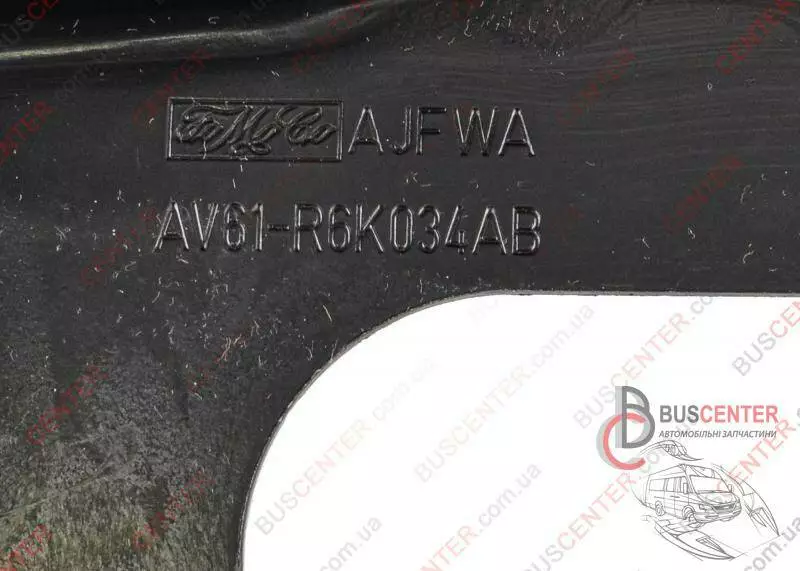 FoMoCo AJFWA
AV61-R6K034AB
BUSCENTER
АВТОМОБІЛЬНІ ЗАПЧАСТИНИ
BUSCENTER.com.ua